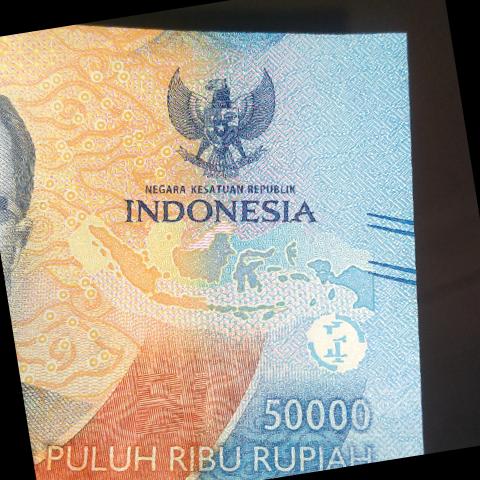 NEGARA KESATUAN REPUBLIK
INDONESIA
50000
PULUH RIBU RUPIAH